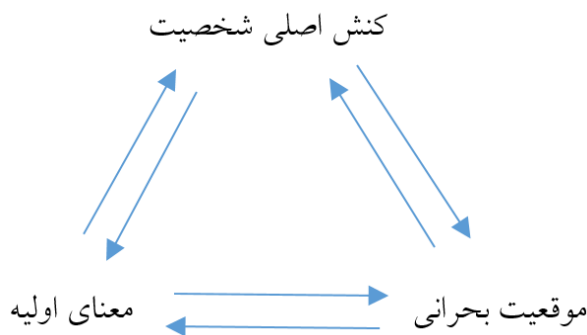 کنش اصلی شخصیت
موقعیت بحرانی
معنای اولیه